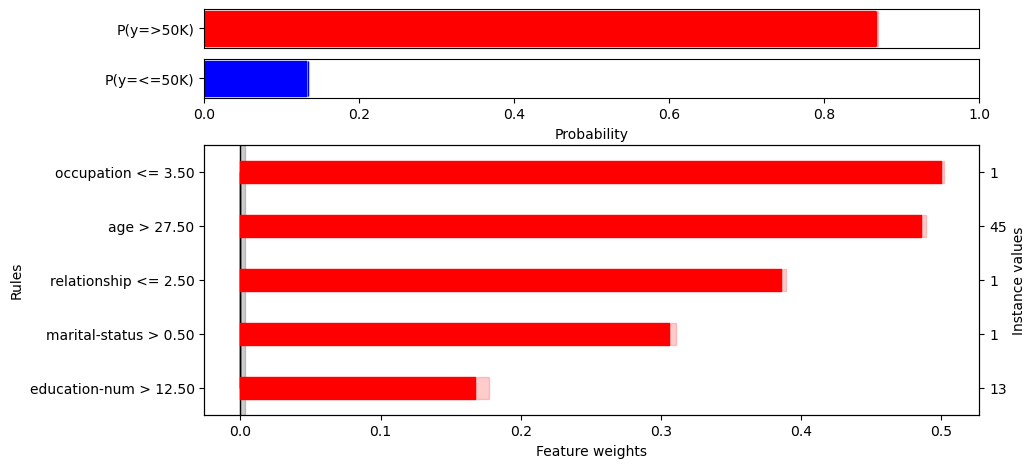 P(y=>50K)
P(y=<=50K)
0.0 0.2 0.4 0.6 0.8 1.0
Probability
occupation <= 3.50 1
age > 27.50 45
relationship <= 2.50 1
marital-status > 0.50 1
education-num > 12.50 13
Rules
Instance values
0.0 0.1 0.2 0.3 0.4 0.5
Feature weights